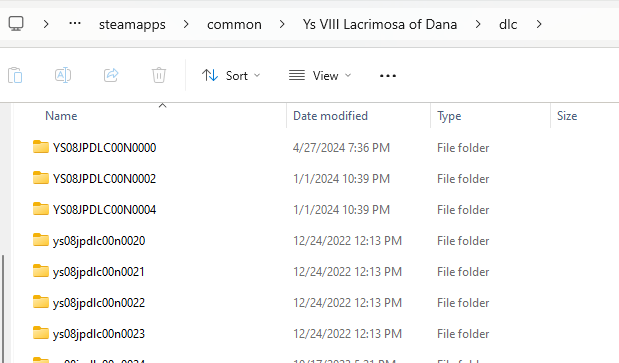 steamapps > common > Ys VIII Lacrimosa of Dana > dlc >
Sort View
Name Date modified Type Size
YS08JPDLC00N0000 4/27/2024 7:36 PM File folder
YS08JPDLC00N0002 1/1/2024 10:39 PM File folder
YS08JPDLC00N0004 1/1/2024 10:39 PM File folder
ys08jpdlc00n0020 12/24/2022 12:13 PM File folder
ys08jpdlc00n0021 12/24/2022 12:13 PM File folder
ys08jpdlc00n0022 12/24/2022 12:13 PM File folder
ys08jpdlc00n0023 12/24/2022 12:13 PM File folder